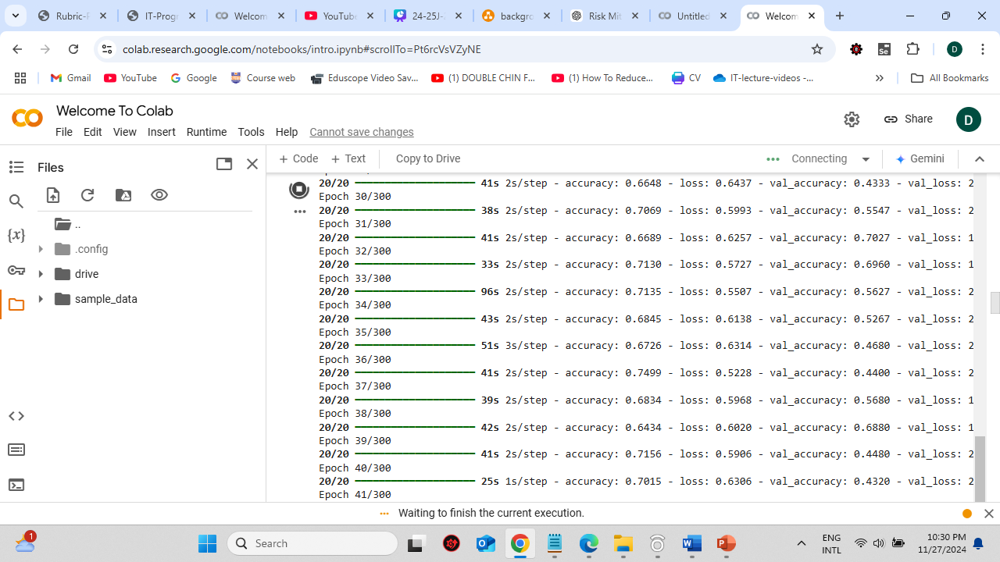 Rubric-F
IT-Progr
Welcom
YouTube
24-25J-
backgro
Risk Mit
Untitled
Welcom
colab.research.google.com/notebooks/intro.ipynb#scrollTo=Pt6rcVsVZyNE
D
Gmail
YouTube
Google
Course web
Eduscope Video Sav...
(1) DOUBLE CHIN F...
(1) How To Reduce...
CV
IT-lecture-videos -...
All Bookmarks
Welcome To Colab
File Edit View Insert Runtime Tools Help Cannot save changes
Share
D
Files
+ Code + Text Copy to Drive
Connecting
Gemini
..
.config
drive
sample_data
20/20 41s 2s/step - accuracy: 0.6648 - loss: 0.6437 - val_accuracy: 0.4333 - val_loss: 2
Epoch 30/300
20/20 38s 2s/step - accuracy: 0.7069 - loss: 0.5993 - val_accuracy: 0.5547 - val_loss: 2
Epoch 31/300
20/20 41s 2s/step - accuracy: 0.6689 - loss: 0.6257 - val_accuracy: 0.7027 - val_loss: 1
Epoch 32/300
20/20 33s 2s/step - accuracy: 0.7130 - loss: 0.5727 - val_accuracy: 0.6960 - val_loss: 1
Epoch 33/300
20/20 96s 2s/step - accuracy: 0.7135 - loss: 0.5507 - val_accuracy: 0.5627 - val_loss: 2
Epoch 34/300
20/20 43s 2s/step - accuracy: 0.6845 - loss: 0.6138 - val_accuracy: 0.5267 - val_loss: 2
Epoch 35/300
20/20 51s 3s/step - accuracy: 0.6726 - loss: 0.6314 - val_accuracy: 0.4680 - val_loss: 2
Epoch 36/300
20/20 41s 2s/step - accuracy: 0.7499 - loss: 0.5228 - val_accuracy: 0.4400 - val_loss: 2
Epoch 37/300
20/20 39s 2s/step - accuracy: 0.6834 - loss: 0.5968 - val_accuracy: 0.5680 - val_loss: 1
Epoch 38/300
20/20 42s 2s/step - accuracy: 0.6434 - loss: 0.6020 - val_accuracy: 0.6880 - val_loss: 1
Epoch 39/300
20/20 41s 2s/step - accuracy: 0.7156 - loss: 0.5906 - val_accuracy: 0.4480 - val_loss: 2
Epoch 40/300
20/20 25s 1s/step - accuracy: 0.7015 - loss: 0.6306 - val_accuracy: 0.4320 - val_loss: 2
Epoch 41/300
Waiting to finish the current execution.
1
Search
ENG
INTL
10:30 PM
11/27/2024